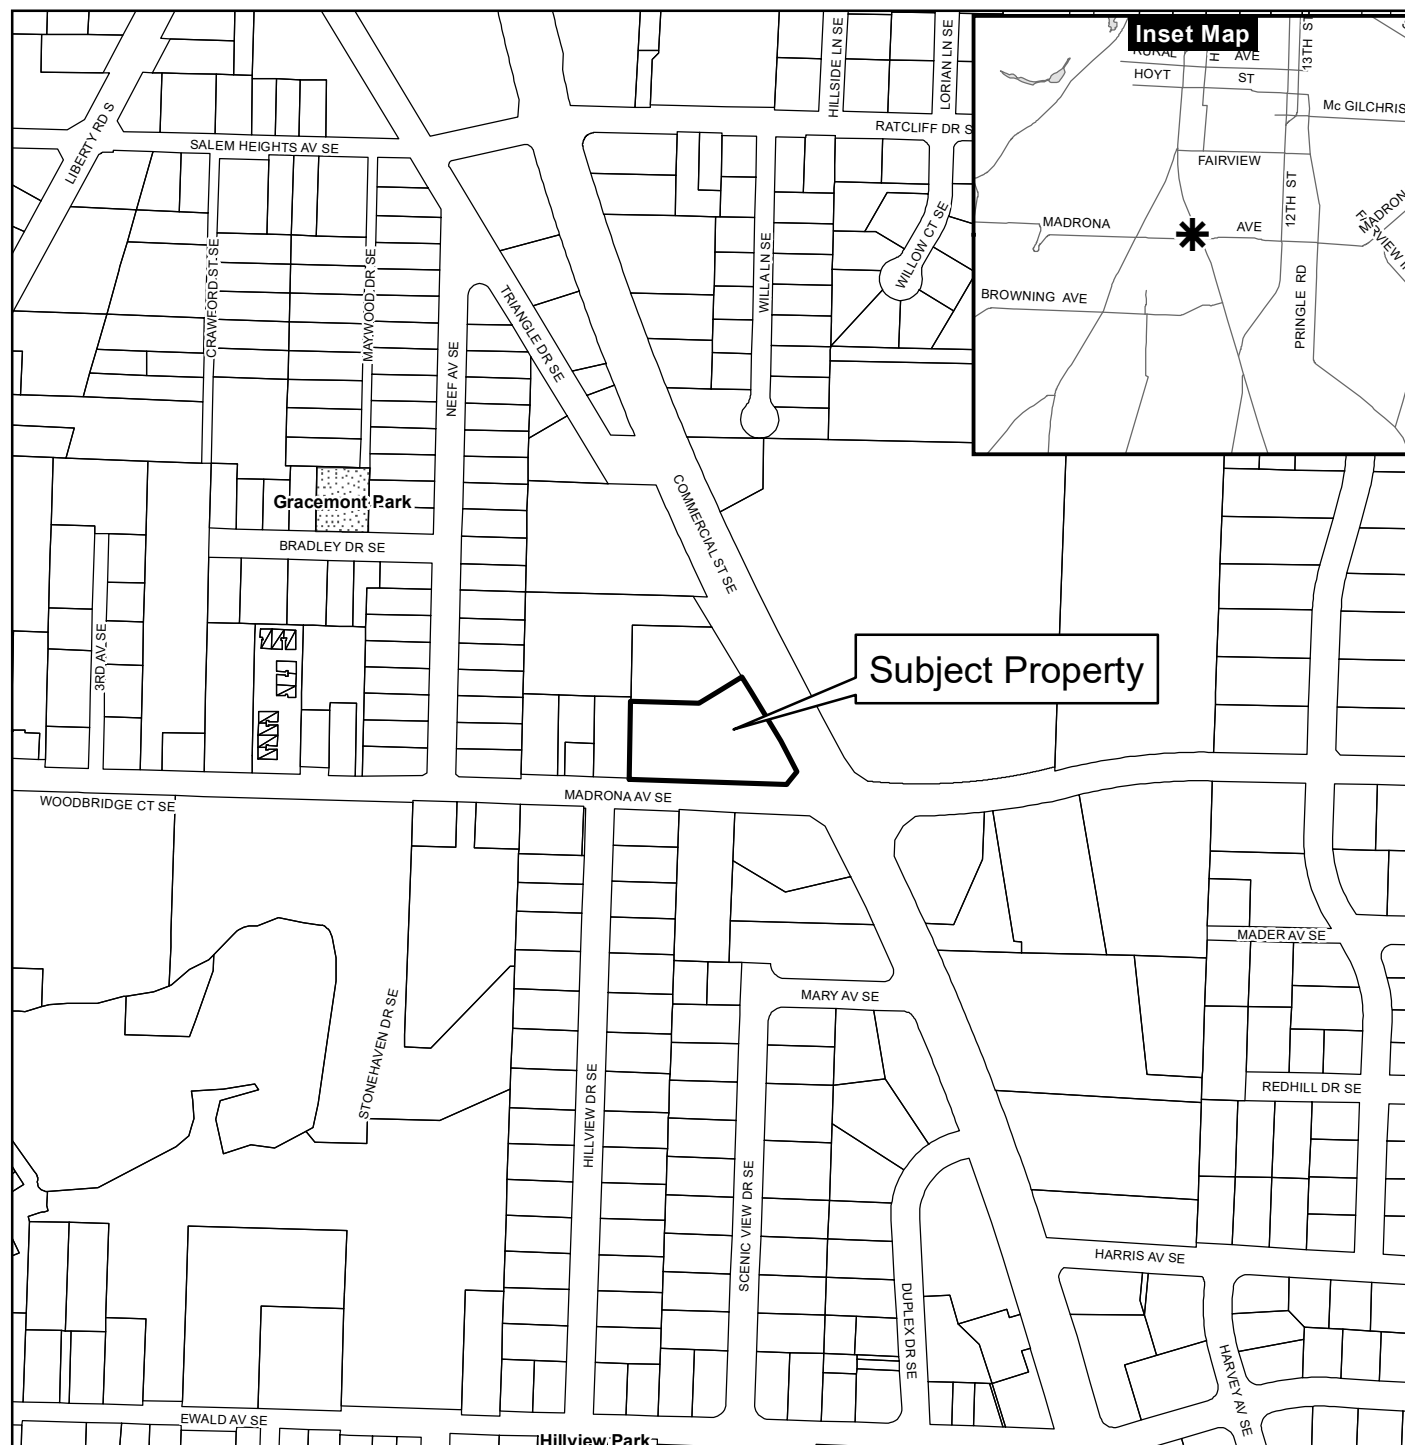 Inset Map
RURAL AVE
HOYT ST
13TH ST
Mc GILCHRIS
FAIRVIEW
12TH ST
MADRONA AVE
MADRON
BROWNING AVE
PRINGLE RD
HILLSIDE LN SE
LORIAN LN SE
RATCLIFF DR S
LIBERTY RD S
SALEM HEIGHTS AV SE
CRAWFORD ST SE
MAYWOOD DR SE
NEEF AV SE
TRIANGLE DR SE
WILLA LN SE
WILLOW CT SE
COMMERCIAL ST SE
Gracemont Park
BRADLEY DR SE
3RD AV SE
Subject Property
MADRONA AV SE
WOODBRIDGE CT SE
MADER AV SE
MARY AV SE
STONEHAVEN DR SE
HILLVIEW DR SE
SCENIC VIEW DR SE
REDHILL DR SE
HARRIS AV SE
DUPLEX DR SE
HARVEY AV SE
EWALD AV SE
Hillview Park